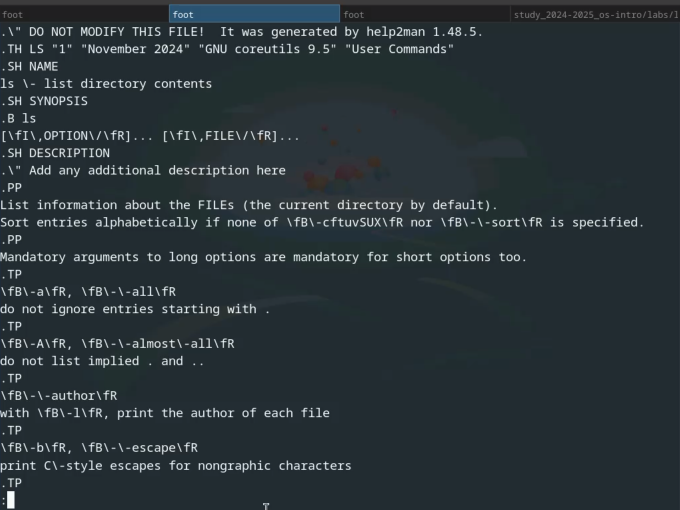 foot
foot
foot
study_2024-2025_os-intro/labs/l
.\" DO NOT MODIFY THIS FILE!  It was generated by help2man 1.48.5.
.TH LS "1" "November 2024" "GNU coreutils 9.5" "User Commands"
.SH NAME
ls \- list directory contents
.SH SYNOPSIS
.B ls
[\fI\,OPTION\/\fR]... [\fI\,FILE\/\fR]...
.SH DESCRIPTION
.\" Add any additional description here
.PP
List information about the FILEs (the current directory by default).
Sort entries alphabetically if none of \fB\-cftuvSUX\fR nor \fB\-\-sort\fR is specified.
.PP
Mandatory arguments to long options are mandatory for short options too.
.TP
\fB\-a\fR, \fB\-\-all\fR
do not ignore entries starting with .
.TP
\fB\-A\fR, \fB\-\-almost\-all\fR
do not list implied . and ..
.TP
\fB\-\-author\fR
with \fB\-l\fR, print the author of each file
.TP
\fB\-b\fR, \fB\-\-escape\fR
print C\-style escapes for nongraphic characters
.TP
: